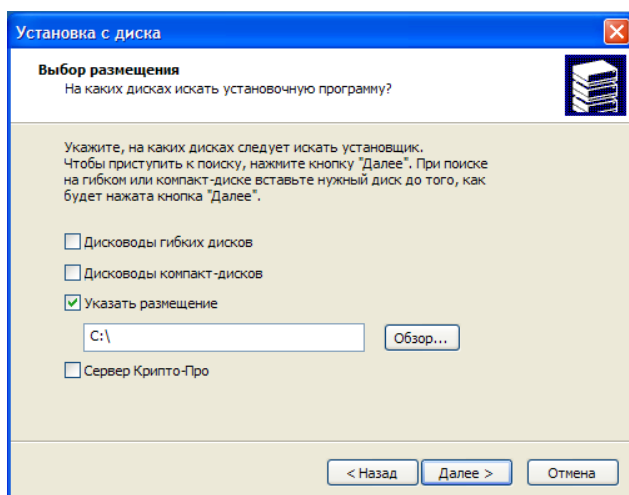 Установка с диска
Выбор размещения
На каких дисках искать установочную программу?
Укажите, на каких дисках следует искать установщик.
Чтобы приступить к поиску, нажмите кнопку "Далее". При поиске
на гибком или компакт-диске вставьте нужный диск до того, как
будет нажата кнопка "Далее".
Дисководы гибких дисков
Дисководы компакт-дисков
Указать размещение
C:\
Обзор...
Сервер Крипто-Про
< Назад
Далее >
Отмена